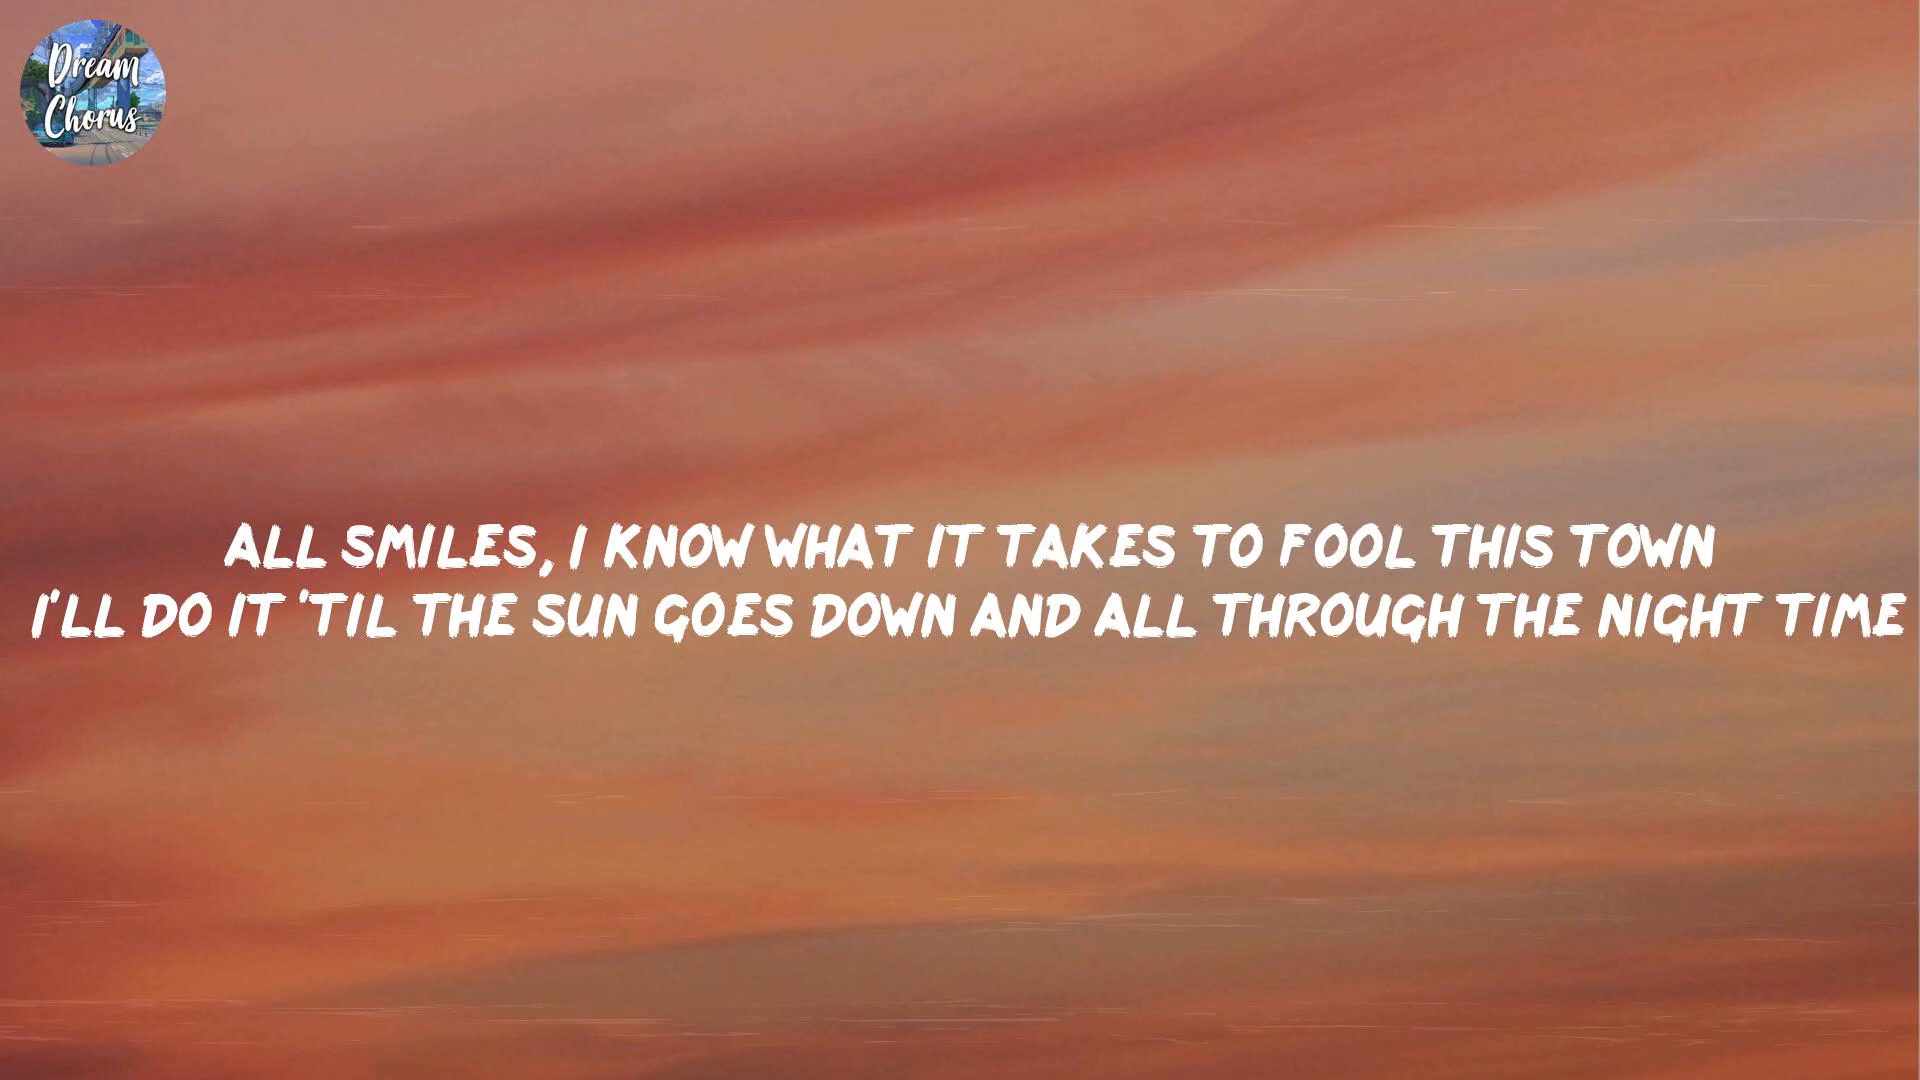 Dream
Chorus
ALL SMILES, I KNOW WHAT IT TAKES TO FOOL THIS TOWN
I'LL DO IT 'TIL THE SUN GOES DOWN AND ALL THROUGH THE NIGHT TIME